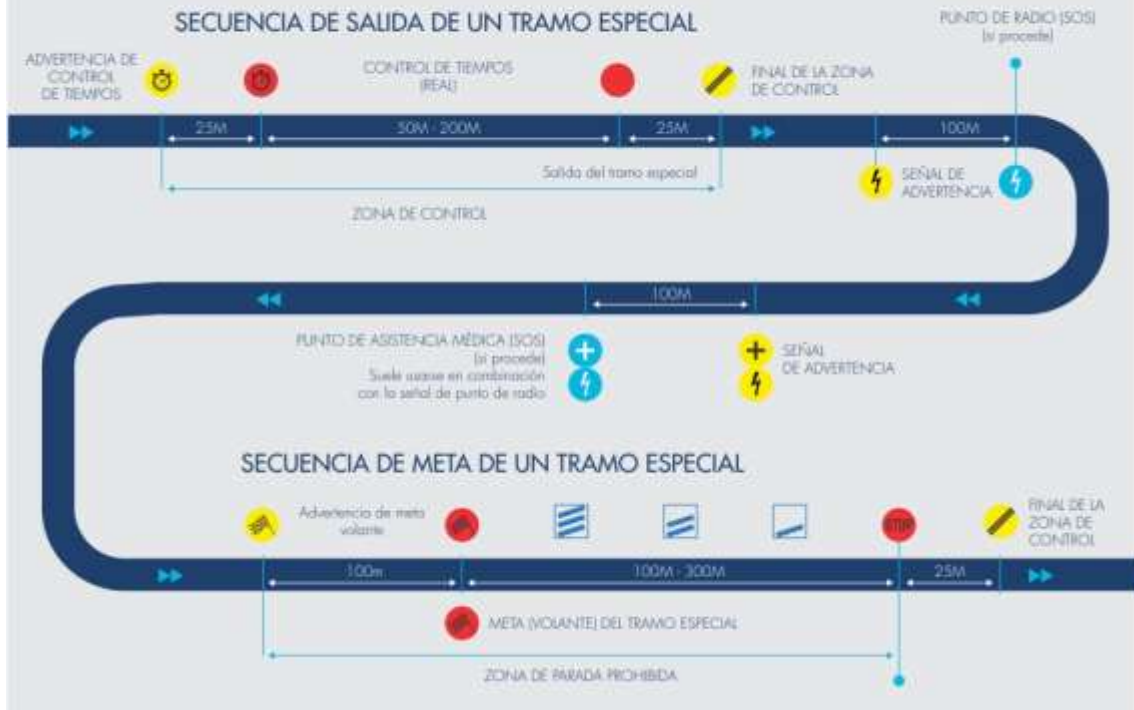 SECUENCIA DE SALIDA DE UN TRAMO ESPECIAL
PUNTO DE RADIO (SOS)
(si procede)
ADVERTENCIA DE
CONTROL
DE TIEMPOS
CONTROL DE TIEMPOS
(REAL)
FINAL DE LA ZONA
DE CONTROL
25M
50M - 200M
25M
100M
Salida del tramo especial
SEÑAL DE
ADVERTENCIA
ZONA DE CONTROL
100M
PUNTO DE ASISTENCIA MÉDICA (SOS)
(si procede)
Suele usarse en combinación
con la señal de punto de radio
SEÑAL
DE ADVERTENCIA
SECUENCIA DE META DE UN TRAMO ESPECIAL
Advertencia de meta
volante
STOP
FINAL DE LA
ZONA DE
CONTROL
100m
100M - 300M
25M
META (VOLANTE) DEL TRAMO ESPECIAL
ZONA DE PARADA PROHIBIDA